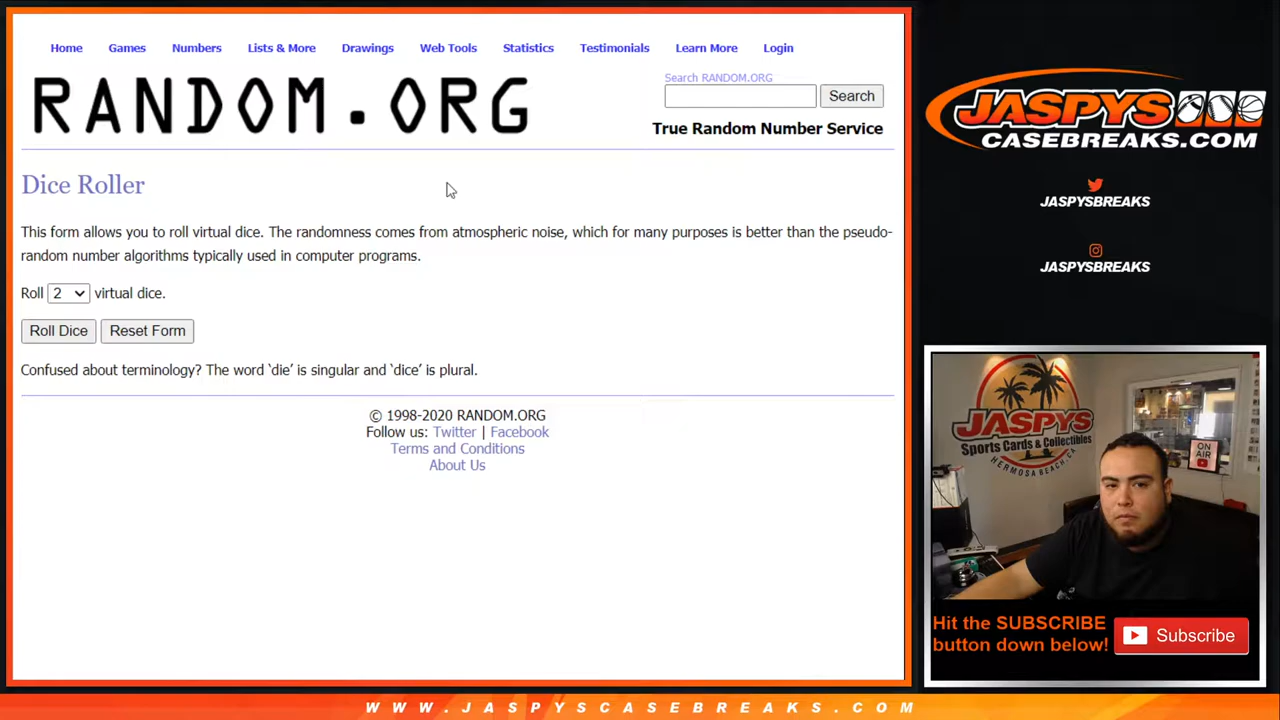 Home Games Numbers Lists & More Drawings Web Tools Statistics Testimonials Learn More Login
RANDOM.ORG
Search RANDOM.ORG
Search
True Random Number Service
Dice Roller
This form allows you to roll virtual dice. The randomness comes from atmospheric noise, which for many purposes is better than the pseudo-
random number algorithms typically used in computer programs.
Roll 2 virtual dice.
Roll Dice Reset Form
Confused about terminology? The word ‘die’ is singular and ‘dice’ is plural.
© 1998-2020 RANDOM.ORG
Follow us: Twitter | Facebook
Terms and Conditions
About Us
JASPYS
CASEBREAKS.COM
JASPYSBREAKS
JASPYSBREAKS
JASPYS
Sports Cards & Collectibles
HERMOSA BEACH, CA
ON
AIR
Hit the SUBSCRIBE
button down below!
Subscribe
WWW.JASPYSCASEBREAKS.COM